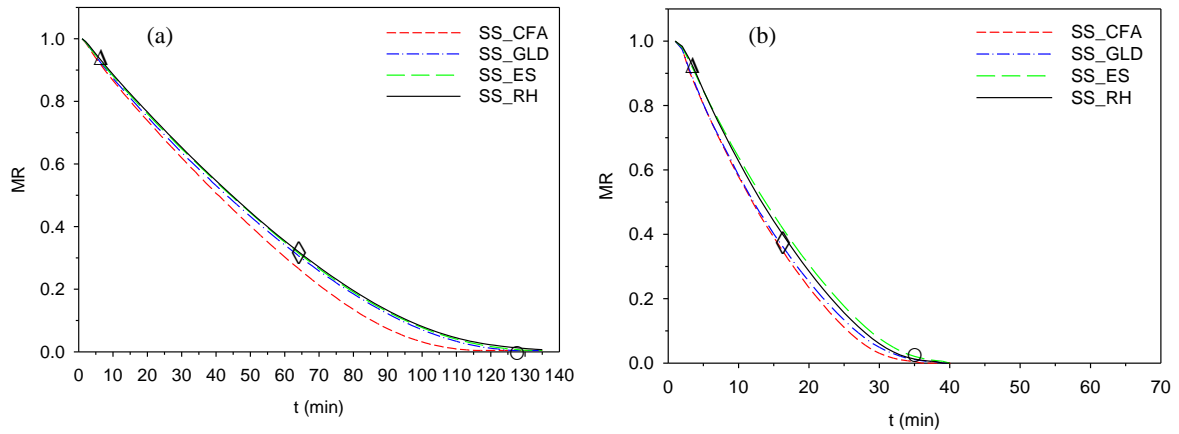 (a)
SS_CFA
SS_GLD
SS_ES
SS_RH
MR
1.0
0.8
0.6
0.4
0.2
0.0
0 10 20 30 40 50 60 70 80 90 100 110 120 130 140
t (min)
(b)
SS_CFA
SS_GLD
SS_ES
SS_RH
MR
1.0
0.8
0.6
0.4
0.2
0.0
0 10 20 30 40 50 60 70
t (min)